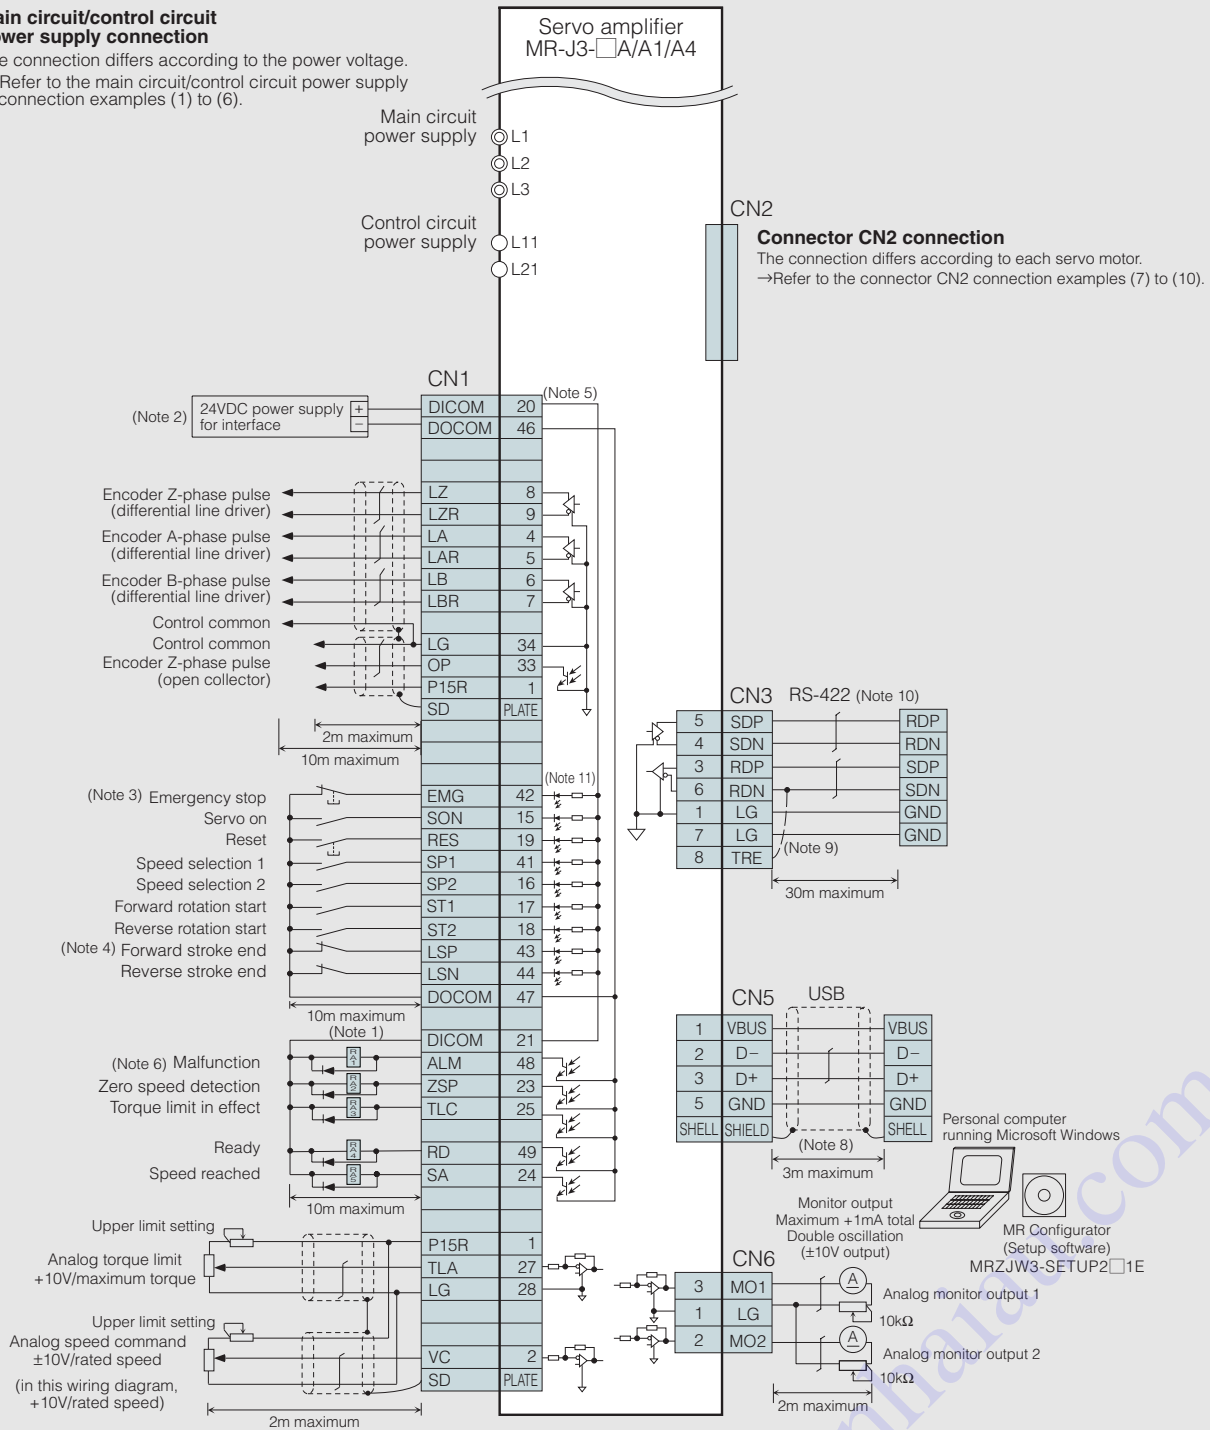 ain circuit/control circuit
ower supply connection
e connection differs according to the power voltage.
Refer to the main circuit/control circuit power supply
connection examples (1) to (6).
Servo amplifier
MR-J3-□A/A1/A4
Main circuit
power supply
L1
L2
L3
Control circuit
power supply
L11
L21
CN2
Connector CN2 connection
The connection differs according to each servo motor.
→Refer to the connector CN2 connection examples (7) to (10).
CN1
(Note 5)
(Note 2)
24VDC power supply +
for interface −
DICOM 20
DOCOM 46
Encoder Z-phase pulse
(differential line driver)
LZ 8
LZR 9
Encoder A-phase pulse
(differential line driver)
LA 4
LAR 5
Encoder B-phase pulse
(differential line driver)
LB 6
LBR 7
Control common
Control common
LG 34
Encoder Z-phase pulse
(open collector)
OP 33
P15R 1
SD PLATE
2m maximum
10m maximum
(Note 11)
(Note 3) Emergency stop EMG 42
Servo on SON 15
Reset RES 19
Speed selection 1 SP1 41
Speed selection 2 SP2 16
Forward rotation start ST1 17
Reverse rotation start ST2 18
(Note 4) Forward stroke end LSP 43
Reverse stroke end LSN 44
DOCOM 47
10m maximum
(Note 1)
DICOM 21
(Note 6) Malfunction RA1 ALM 48
Zero speed detection RA2 ZSP 23
Torque limit in effect RA3 TLC 25
Ready RA4 RD 49
Speed reached RA5 SA 24
10m maximum
Upper limit setting
Analog torque limit
+10V/maximum torque
P15R 1
TLA 27
LG 28
Upper limit setting
Analog speed command
±10V/rated speed
(in this wiring diagram,
+10V/rated speed)
VC 2
SD PLATE
2m maximum
CN3 RS-422 (Note 10)
5 SDP RDP
4 SDN RDN
3 RDP SDP
6 RDN SDN
1 LG GND
7 LG GND
8 TRE
(Note 9)
30m maximum
CN5 USB
1 VBUS VBUS
2 D− D−
3 D+ D+
5 GND GND
SHELL SHIELD SHELL
(Note 8)
3m maximum
Personal computer
running Microsoft Windows
MR Configurator
(Setup software)
MRZJW3-SETUP2□1E
Monitor output
Maximum +1mA total
Double oscillation
(±10V output)
CN6
3 MO1
1 LG
2 MO2
A
Analog monitor output 1
10kΩ
A
Analog monitor output 2
10kΩ
2m maximum